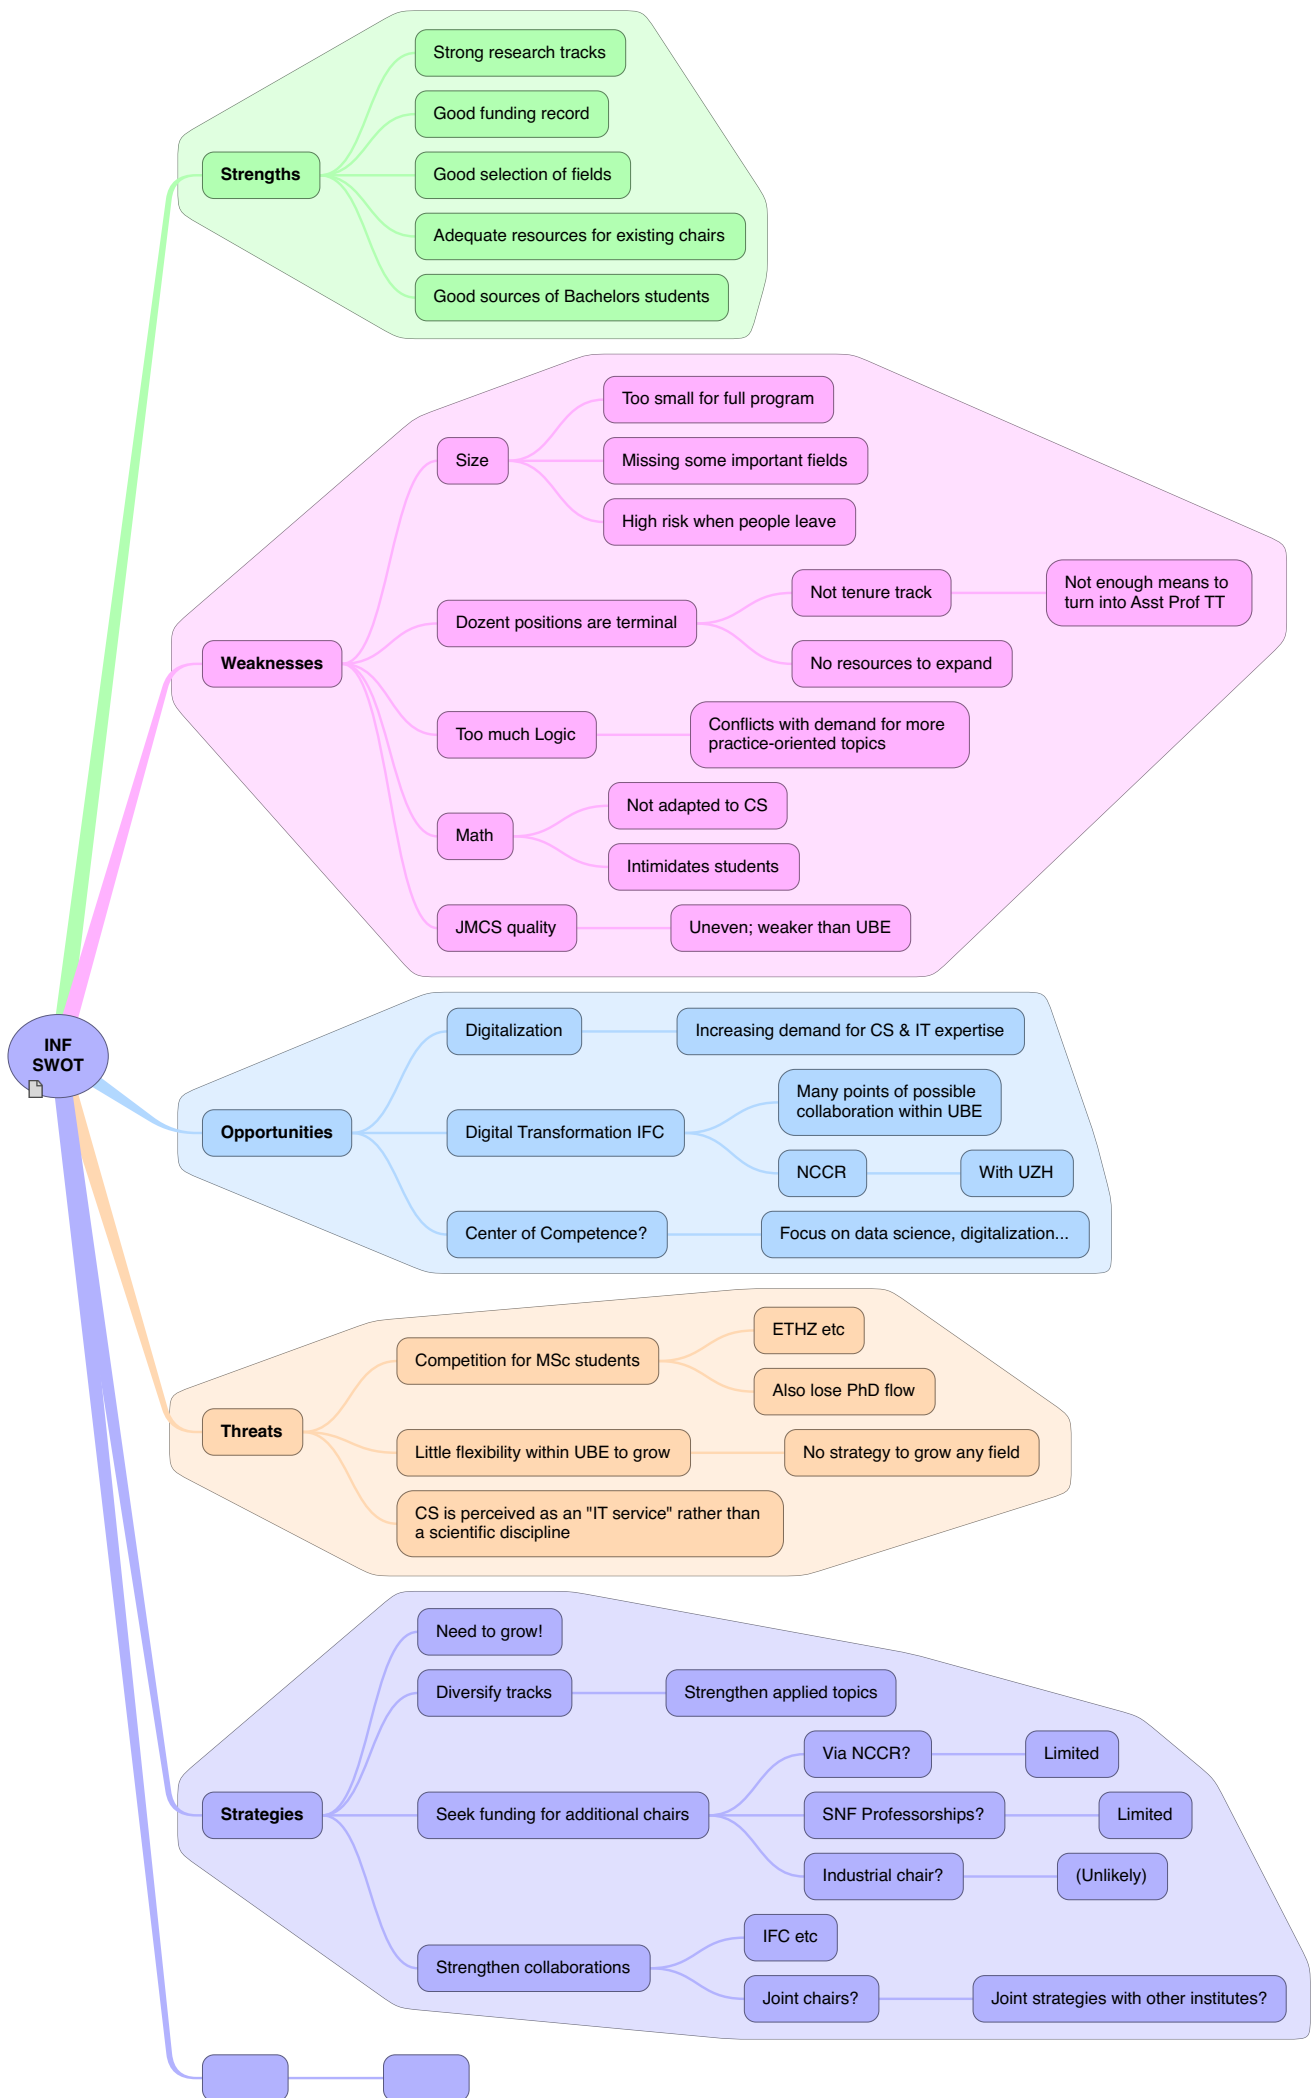 Strong research tracks
Good funding record
Strengths
Good selection of fields
Adequate resources for existing chairs
Good sources of Bachelors students
Weaknesses
Size
Too small for full program
Missing some important fields
High risk when people leave
Dozent positions are terminal
Not tenure track
Not enough means to
turn into Asst Prof TT
No resources to expand
Too much Logic
Conflicts with demand for more
practice-oriented topics
Math
Not adapted to CS
Intimidates students
JMCS quality
Uneven; weaker than UBE
INF
SWOT
Opportunities
Digitalization
Increasing demand for CS & IT expertise
Digital Transformation IFC
Many points of possible
collaboration within UBE
NCCR
With UZH
Center of Competence?
Focus on data science, digitalization...
Threats
Competition for MSc students
ETHZ etc
Also lose PhD flow
Little flexibility within UBE to grow
No strategy to grow any field
CS is perceived as an "IT service" rather than
a scientific discipline
Strategies
Need to grow!
Diversify tracks
Strengthen applied topics
Seek funding for additional chairs
Via NCCR?
Limited
SNF Professorships?
Limited
Industrial chair?
(Unlikely)
Strengthen collaborations
IFC etc
Joint chairs?
Joint strategies with other institutes?